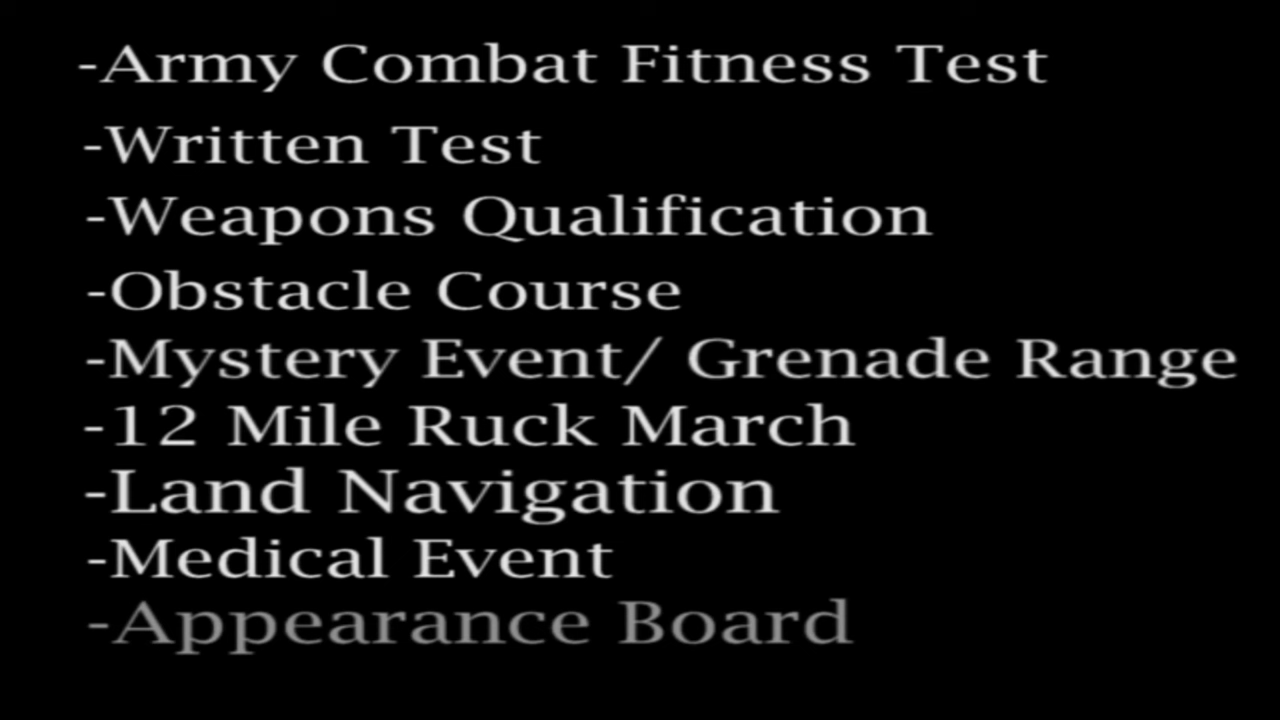 -Army Combat Fitness Test
-Written Test
-Weapons Qualification
-Obstacle Course
-Mystery Event/ Grenade Range
-12 Mile Ruck March
-Land Navigation
-Medical Event
-Appearance Board